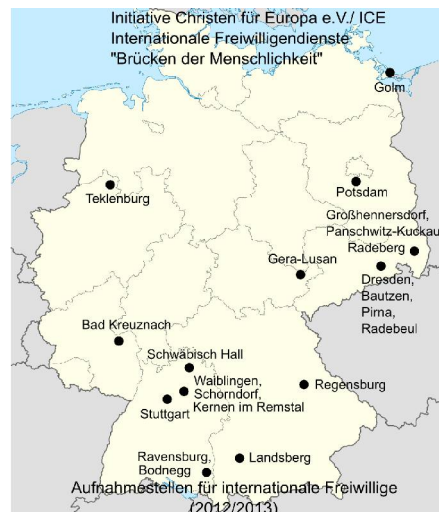 Initiative Christen für Europa e.V./ ICE
Internationale Freiwilligendienste
"Brücken der Menschlichkeit"
Golm
Potsdam
Teklenburg
Großhennersdorf,
Panschwitz-Kuckau
Radeberg
Gera-Lusan
Dresden,
Bautzen,
Pirna,
Radebeul
Bad Kreuznach
Schwäbisch Hall
Waiblingen,
Schorndorf,
Kernen im Remstal
Stuttgart
Regensburg
Ravensburg,
Bodnegg
Landsberg
Aufnahmestellen für internationale Freiwillige
(2012/2013)